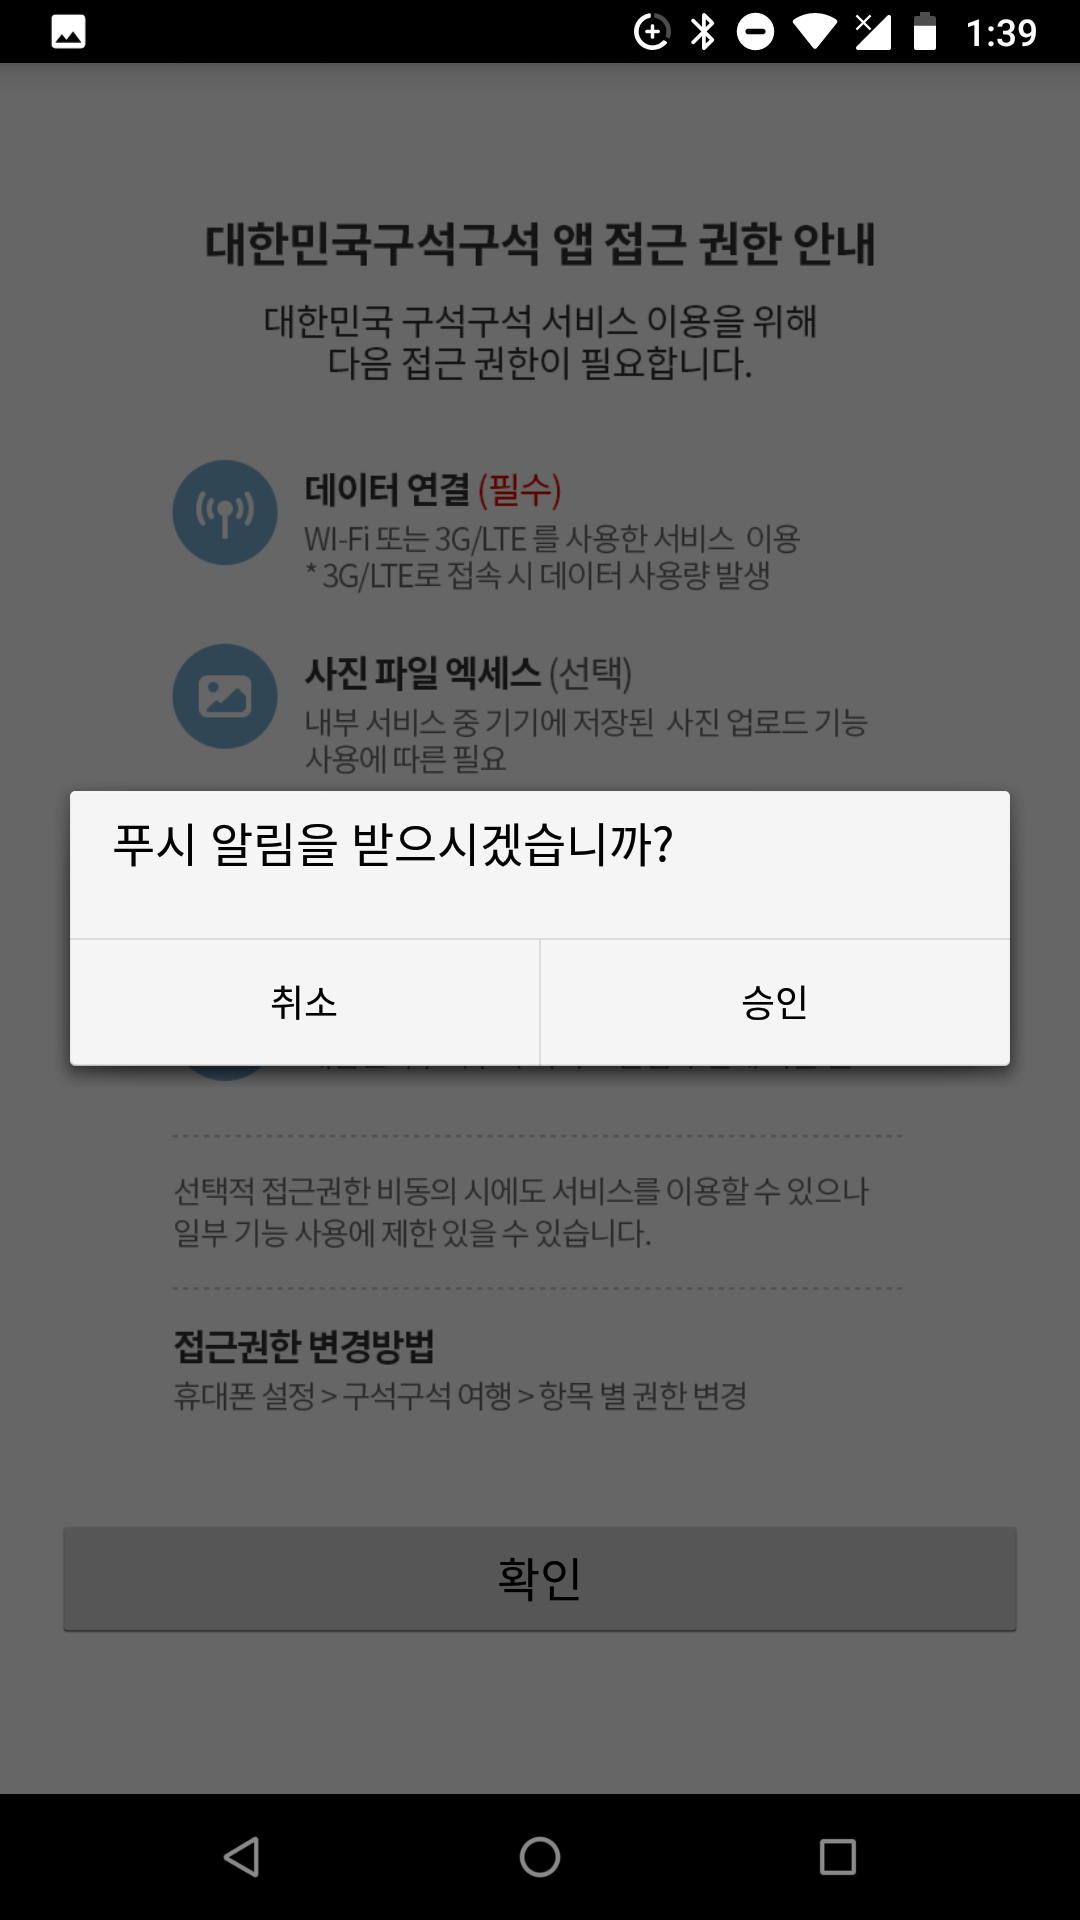 1:39
대한민국구석구석 앱 접근 권한 안내
대한민국 구석구석 서비스 이용을 위해
다음 접근 권한이 필요합니다.
데이터 연결 (필수)
WI-Fi 또는 3G/LTE 를 사용한 서비스 이용
* 3G/LTE로 접속 시 데이터 사용량 발생
사진 파일 엑세스 (선택)
내부 서비스 중 기기에 저장된 사진 업로드 기능
사용에 따른 필요
푸시 알림을 받으시겠습니까?
취소
승인
선택적 접근권한 비동의 시에도 서비스를 이용할 수 있으나
일부 기능 사용에 제한 있을 수 있습니다.
접근권한 변경방법
휴대폰 설정 > 구석구석 여행 > 항목 별 권한 변경
확인